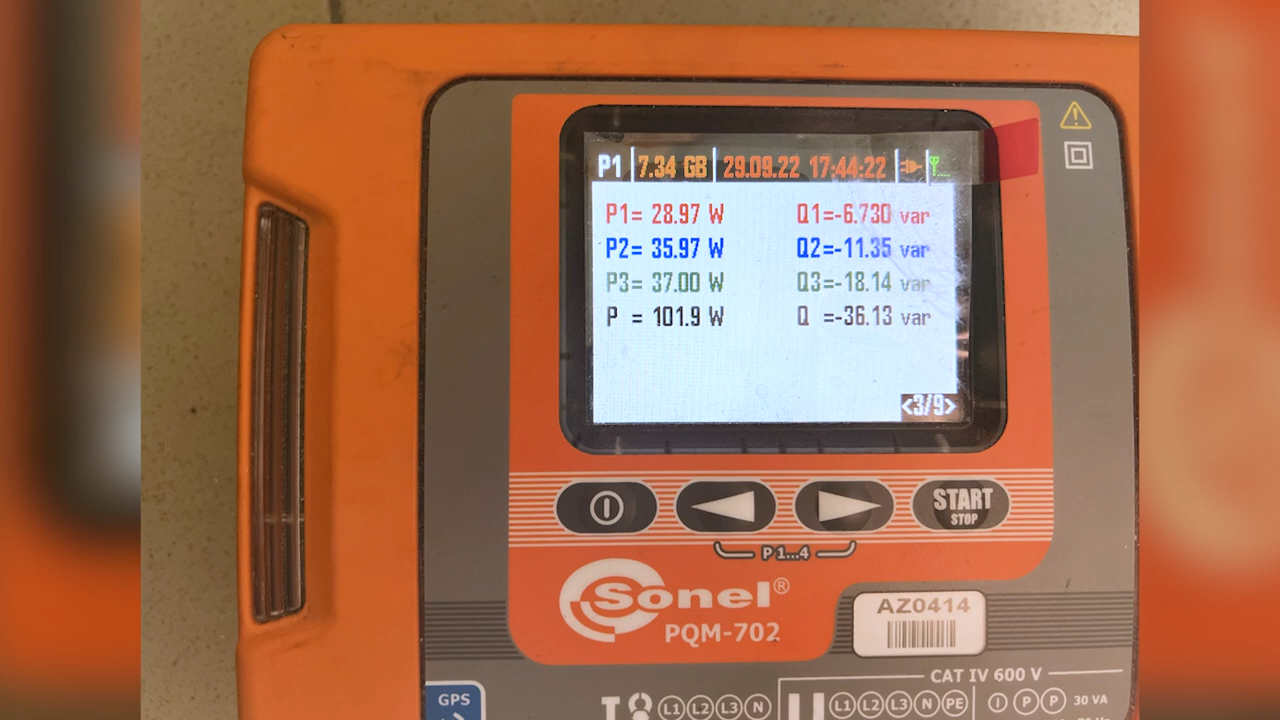 P1 7.34 GB 29.09.22 17:44:22
P1= 28.97 W Q1=-6.730 var
P2= 35.97 W Q2=-11.35 var
P3= 37.00 W Q3=-18.14 var
P = 101.9 W Q =-36.13 var
<3/9>
START
STOP
P 1...4
Sonel®
PQM-702
AZ0414
CAT IV 600 V
GPS
L1 L2 L3 N
L1 L2 L3 N PE
I P P 30 VA